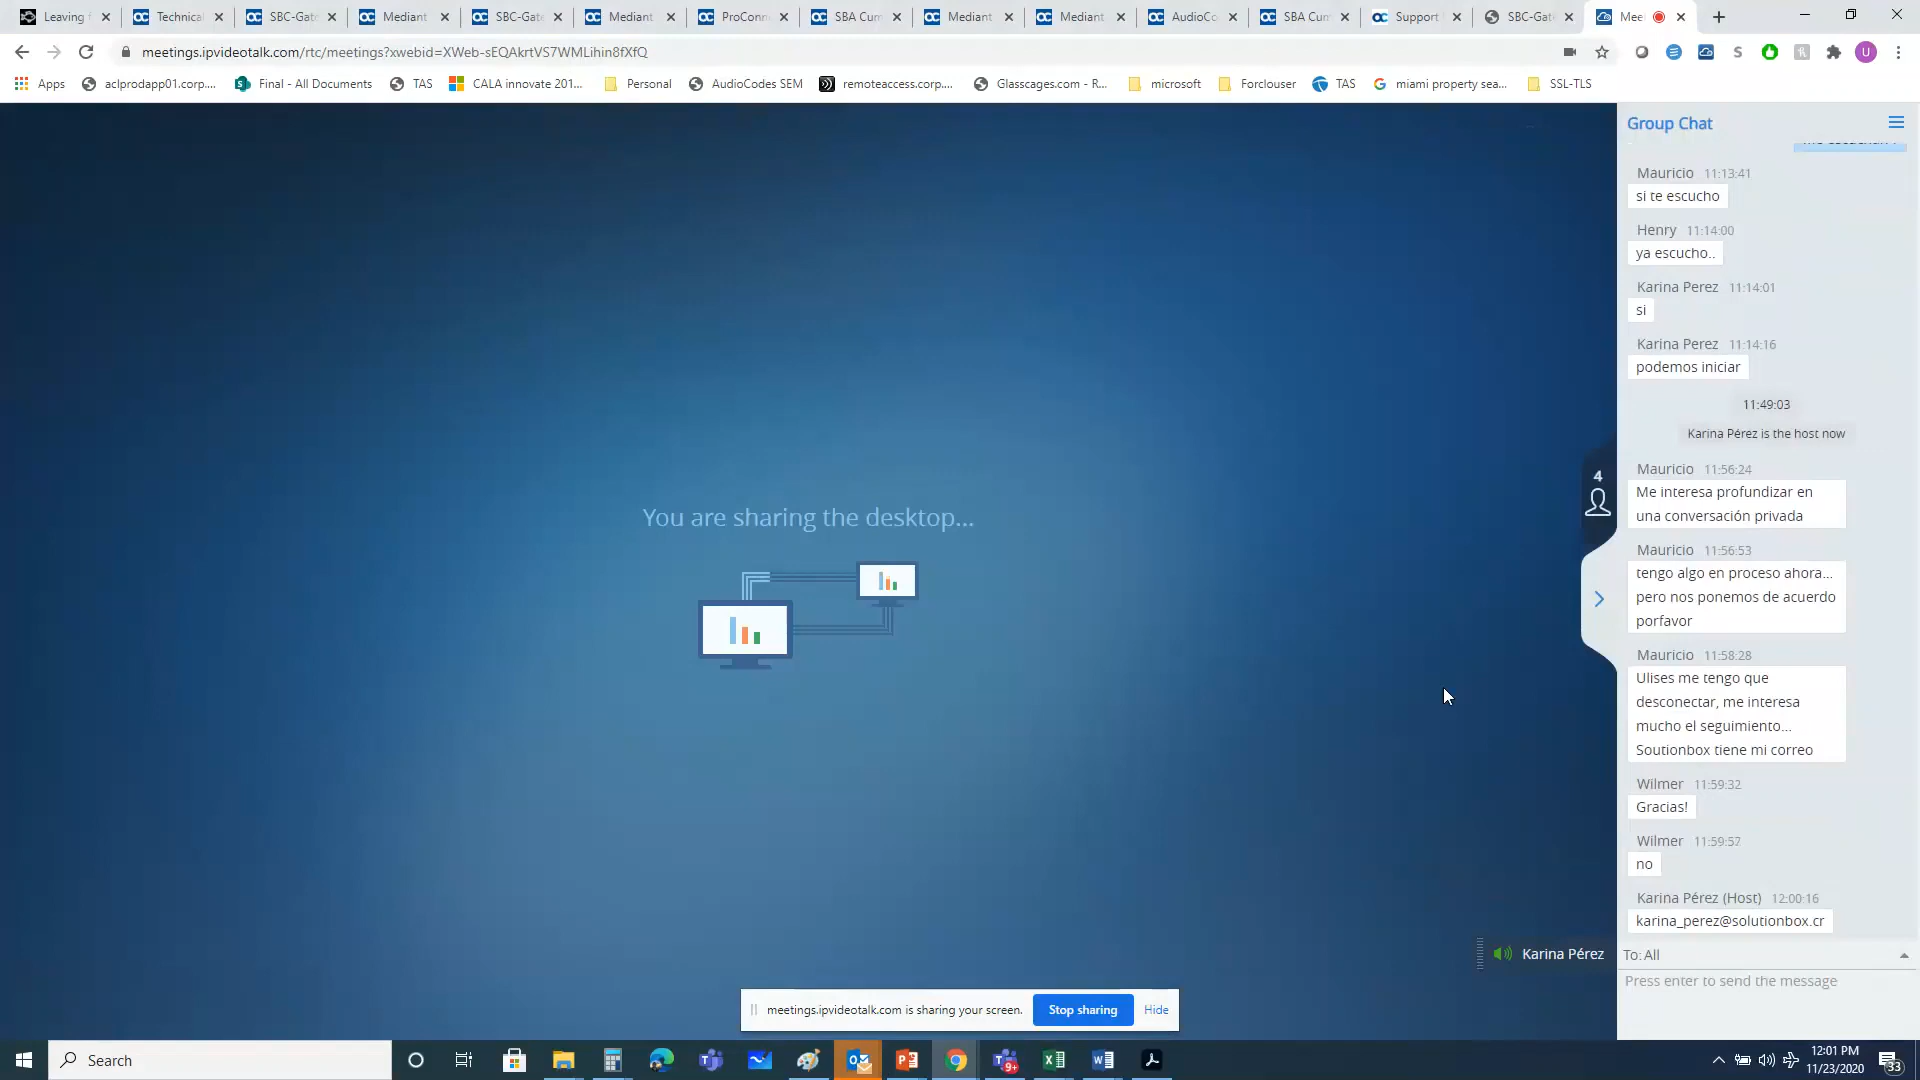 Leaving f
Technical
SBC-Gate
Mediant
SBC-Gate
Mediant
ProConn
SBA Cum
Mediant
Mediant
AudioCo
SBA Cum
Support
SBC-Gat
Mee
meetings.ipvideotalk.com/rtc/meetings?xwebid=XWeb-sEQAkrtVS7WMLihin8fXfQ
Apps
aclprodapp01.corp....
Final - All Documents
TAS
CALA innovate 201...
Personal
AudioCodes SEM
remoteaccess.corp....
Glasscages.com - R...
microsoft
Forclouser
TAS
miami property sea...
SSL-TLS
Group Chat
Mauricio 11:13:41
si te escucho
Henry 11:14:00
ya escucho..
Karina Perez 11:14:01
si
Karina Perez 11:14:16
podemos iniciar
11:49:03
Karina Pérez is the host now
Mauricio 11:56:24
Me interesa profundizar en
una conversación privada
Mauricio 11:56:53
tengo algo en proceso ahora...
pero nos ponemos de acuerdo
porfavor
Mauricio 11:58:28
Ulises me tengo que
desconectar, me interesa
mucho el seguimiento...
Soutionbox tiene mi correo
Wilmer 11:59:32
Gracias!
Wilmer 11:59:52
no
Karina Pérez (Host) 12:00:16
karina_perez@solutionbox.cr
To: All
Press enter to send the message
4
You are sharing the desktop...
Karina Pérez
meetings.ipvideotalk.com is sharing your screen.
Stop sharing
Hide
Search
9+
12:01 PM
11/23/2020
33